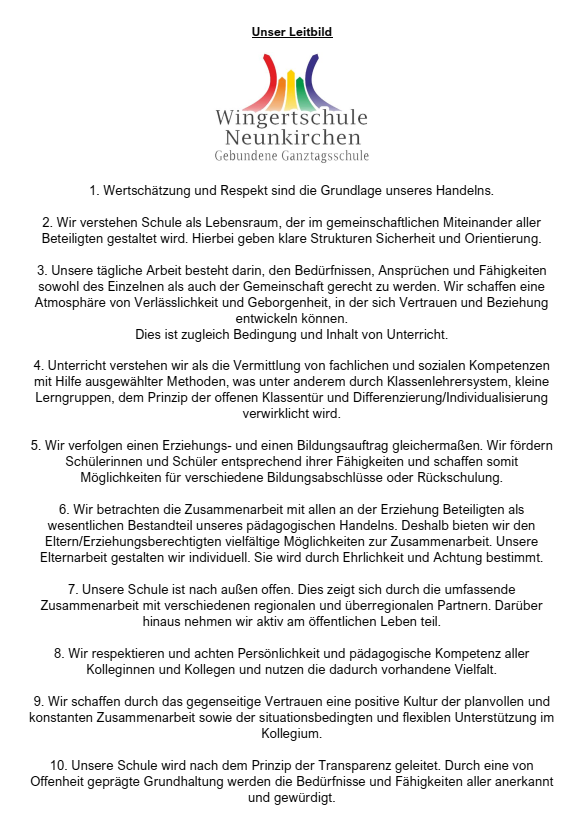 Unser Leitbild
Wingertschule
Neunkirchen
Gebundene Ganztagsschule
1. Wertschätzung und Respekt sind die Grundlage unseres Handelns.
2. Wir verstehen Schule als Lebensraum, der im gemeinschaftlichen Miteinander aller
Beteiligten gestaltet wird. Hierbei geben klare Strukturen Sicherheit und Orientierung.
3. Unsere tägliche Arbeit besteht darin, den Bedürfnissen, Ansprüchen und Fähigkeiten
sowohl des Einzelnen als auch der Gemeinschaft gerecht zu werden. Wir schaffen eine
Atmosphäre von Verlässlichkeit und Geborgenheit, in der sich Vertrauen und Beziehung
entwickeln können.
Dies ist zugleich Bedingung und Inhalt von Unterricht.
4. Unterricht verstehen wir als die Vermittlung von fachlichen und sozialen Kompetenzen
mit Hilfe ausgewählter Methoden, was unter anderem durch Klassenlehrersystem, kleine
Lerngruppen, dem Prinzip der offenen Klassentür und Differenzierung/Individualisierung
verwirklicht wird.
5. Wir verfolgen einen Erziehungs- und einen Bildungsauftrag gleichermaßen. Wir fördern
Schülerinnen und Schüler entsprechend ihrer Fähigkeiten und schaffen somit
Möglichkeiten für verschiedene Bildungsabschlüsse oder Rückschulung.
6. Wir betrachten die Zusammenarbeit mit allen an der Erziehung Beteiligten als
wesentlichen Bestandteil unseres pädagogischen Handelns. Deshalb bieten wir den
Eltern/Erziehungsberechtigten vielfältige Möglichkeiten zur Zusammenarbeit. Unsere
Elternarbeit gestalten wir individuell. Sie wird durch Ehrlichkeit und Achtung bestimmt.
7. Unsere Schule ist nach außen offen. Dies zeigt sich durch die umfassende
Zusammenarbeit mit verschiedenen regionalen und überregionalen Partnern. Darüber
hinaus nehmen wir aktiv am öffentlichen Leben teil.
8. Wir respektieren und achten Persönlichkeit und pädagogische Kompetenz aller
Kolleginnen und Kollegen und nutzen die dadurch vorhandene Vielfalt.
9. Wir schaffen durch das gegenseitige Vertrauen eine positive Kultur der planvollen und
konstanten Zusammenarbeit sowie der situationsbedingten und flexiblen Unterstützung im
Kollegium.
10. Unsere Schule wird nach dem Prinzip der Transparenz geleitet. Durch eine von
Offenheit geprägte Grundhaltung werden die Bedürfnisse und Fähigkeiten aller anerkannt
und gewürdigt.